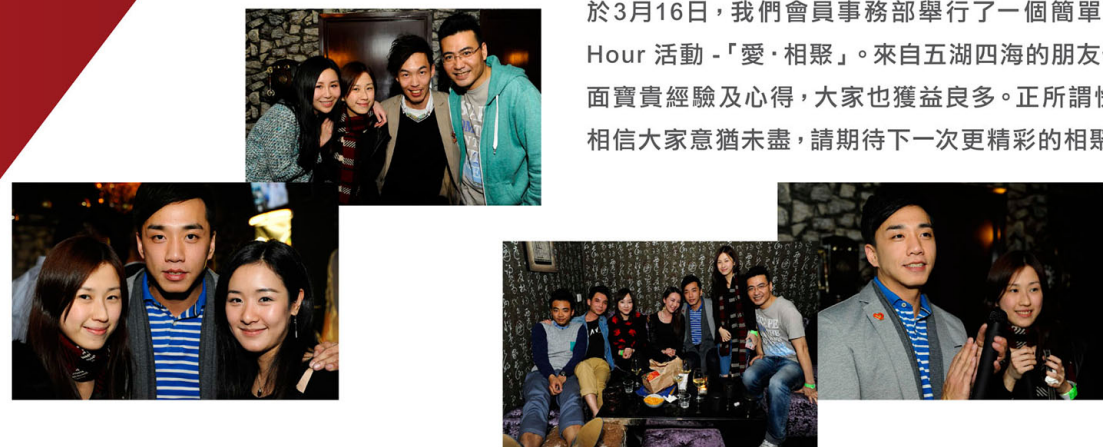 於3月16日，我們會員事務部舉行了一個簡單
Hour 活動 -「愛·相聚」。來自五湖四海的朋友
面寶貴經驗及心得，大家也獲益良多。正所謂
相信大家意猶未盡，請期待下一次更精彩的相聚